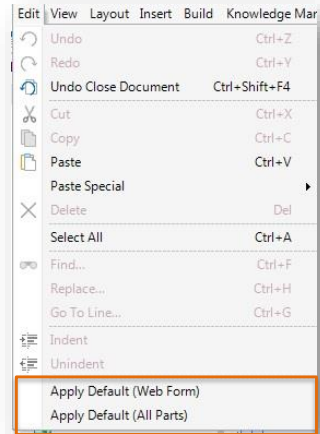 Edit View Layout Insert Build Knowledge Mar
Undo Ctrl+Z
Redo Ctrl+Y
Undo Close Document Ctrl+Shift+F4
Cut Ctrl+X
Copy Ctrl+C
Paste Ctrl+V
Paste Special
Delete Del
Select All Ctrl+A
Find... Ctrl+F
Replace... Ctrl+H
Go To Line... Ctrl+G
Indent
Unindent
Apply Default (Web Form)
Apply Default (All Parts)